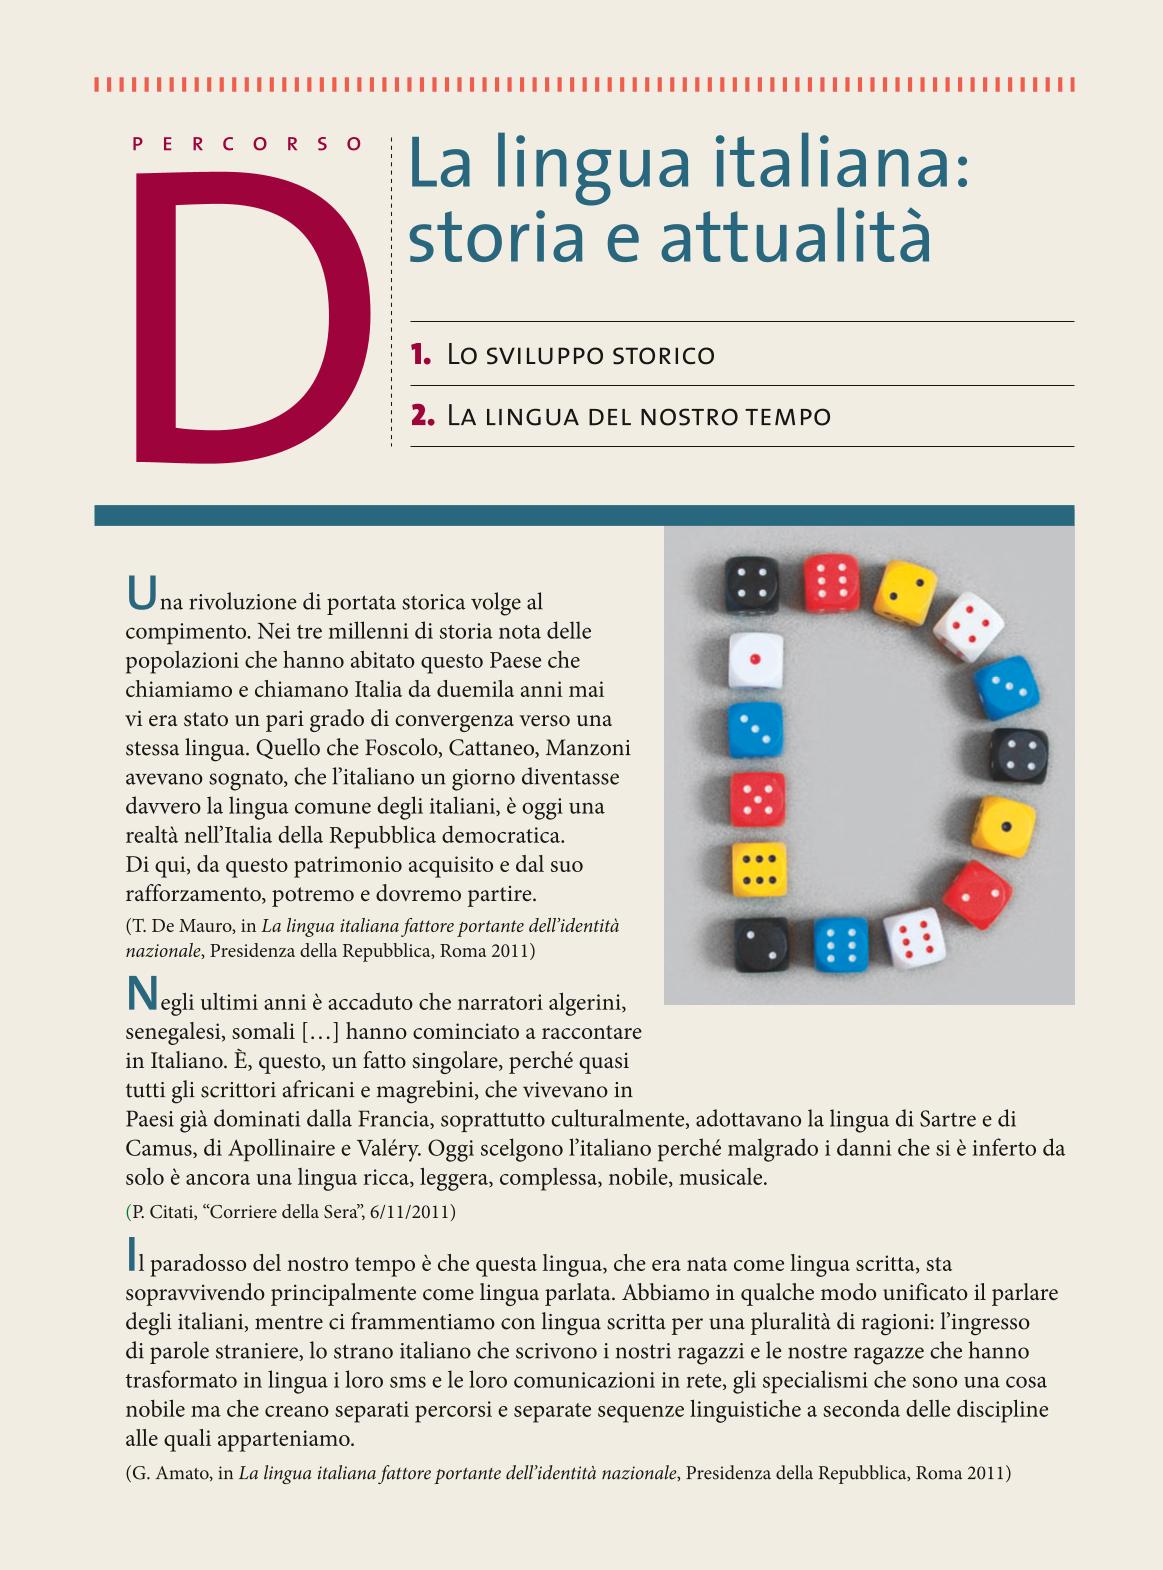 PERCORSO
D
La lingua italiana:
storia e attualità
1. Lo sviluppo storico
2. La lingua del nostro tempo
Una rivoluzione di portata storica volge al
compimento. Nei tre millenni di storia nota delle
popolazioni che hanno abitato questo Paese che
chiamiamo e chiamano Italia da duemila anni mai
vi era stato un pari grado di convergenza verso una
stessa lingua. Quello che Foscolo, Cattaneo, Manzoni
avevano sognato, che l'italiano un giorno diventasse
davvero la lingua comune degli italiani, è oggi una
realtà nell'Italia della Repubblica democratica.
Di qui, da questo patrimonio acquisito e dal suo
rafforzamento, potremo e dovremo partire.
(T. De Mauro, in La lingua italiana fattore portante dell'identità
nazionale, Presidenza della Repubblica, Roma 2011)
Negli ultimi anni è accaduto che narratori algerini,
senegalesi, somali […] hanno cominciato a raccontare
in Italiano. È, questo, un fatto singolare, perché quasi
tutti gli scrittori africani e magrebini, che vivevano in
Paesi già dominati dalla Francia, soprattutto culturalmente, adottavano la lingua di Sartre e di
Camus, di Apollinaire e Valéry. Oggi scelgono l'italiano perché malgrado i danni che si è inferto da
solo è ancora una lingua ricca, leggera, complessa, nobile, musicale.
(P. Citati, "Corriere della Sera", 6/11/2011)
Il paradosso del nostro tempo è che questa lingua, che era nata come lingua scritta, sta
sopravvivendo principalmente come lingua parlata. Abbiamo in qualche modo unificato il parlare
degli italiani, mentre ci frammentiamo con lingua scritta per una pluralità di ragioni: l'ingresso
di parole straniere, lo strano italiano che scrivono i nostri ragazzi e le nostre ragazze che hanno
trasformato in lingua i loro sms e le loro comunicazioni in rete, gli specialismi che sono una cosa
nobile ma che creano separati percorsi e separate sequenze linguistiche a seconda delle discipline
alle quali apparteniamo.
(G. Amato, in La lingua italiana fattore portante dell'identità nazionale, Presidenza della Repubblica, Roma 2011)